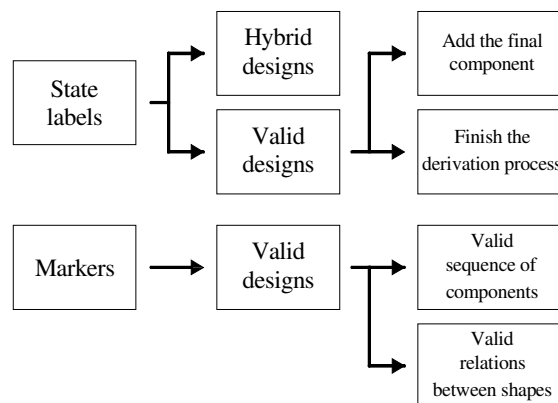 Hybrid
designs
Add the final
component
State
labels
Valid
designs
Finish the
derivation process
Markers
Valid
designs
Valid
sequence of
components
Valid
relations
between shapes